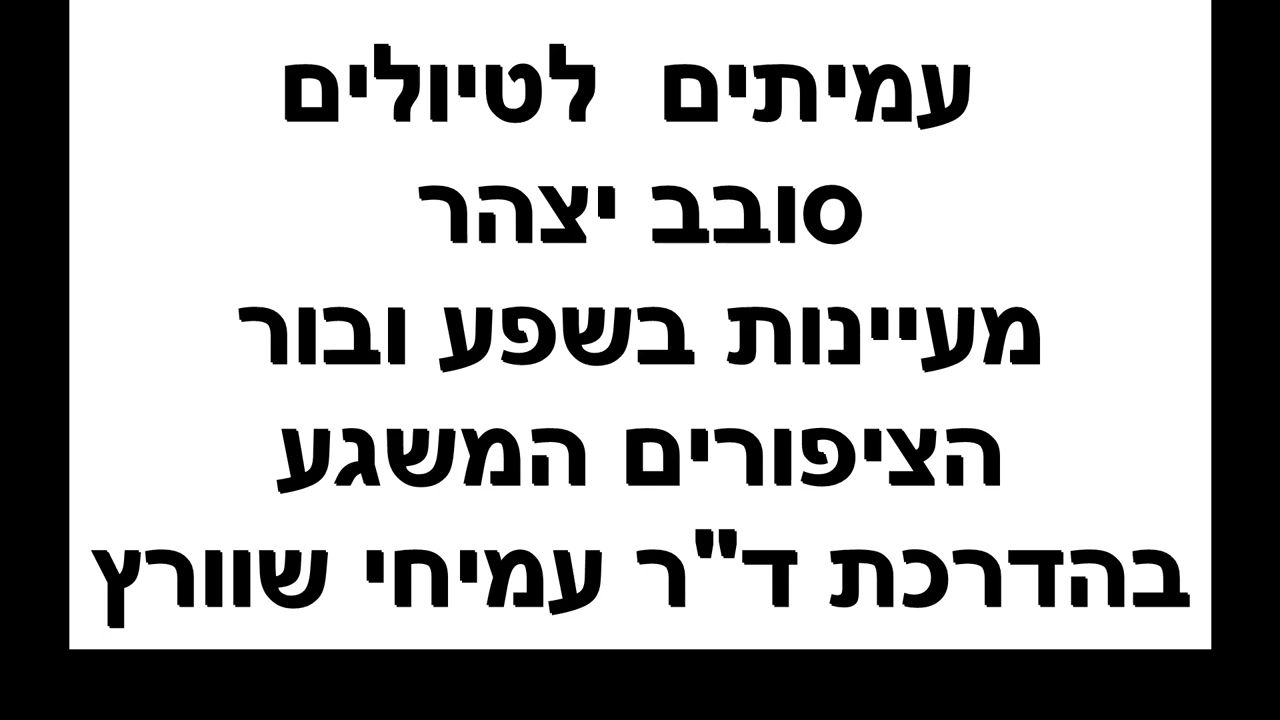 עמיתים לטיולים
סובב יצהר
מעיינות בשפע ובור
הציפורים המשגע
בהדרכת ד"ר עמיחי שוורץ